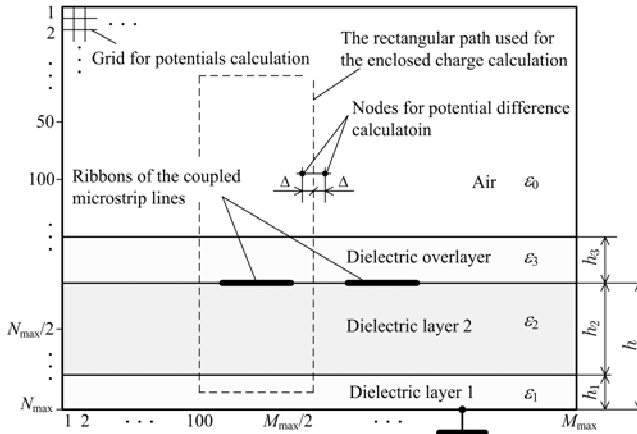 1
2
Grid for potentials calculation
The rectangular path used for
the enclosed charge calculation
50
Nodes for potential difference
calculatoin
100
Ribbons of the coupled
microstrip lines
Δ Δ
Air ε0
Dielectric overlayer ε3 h3
Nmax/2
Dielectric layer 2 ε2 h2 h
Dielectric layer 1 ε1 h1
Nmax
1 2 · · · 100 Mmax/2 · · · Mmax